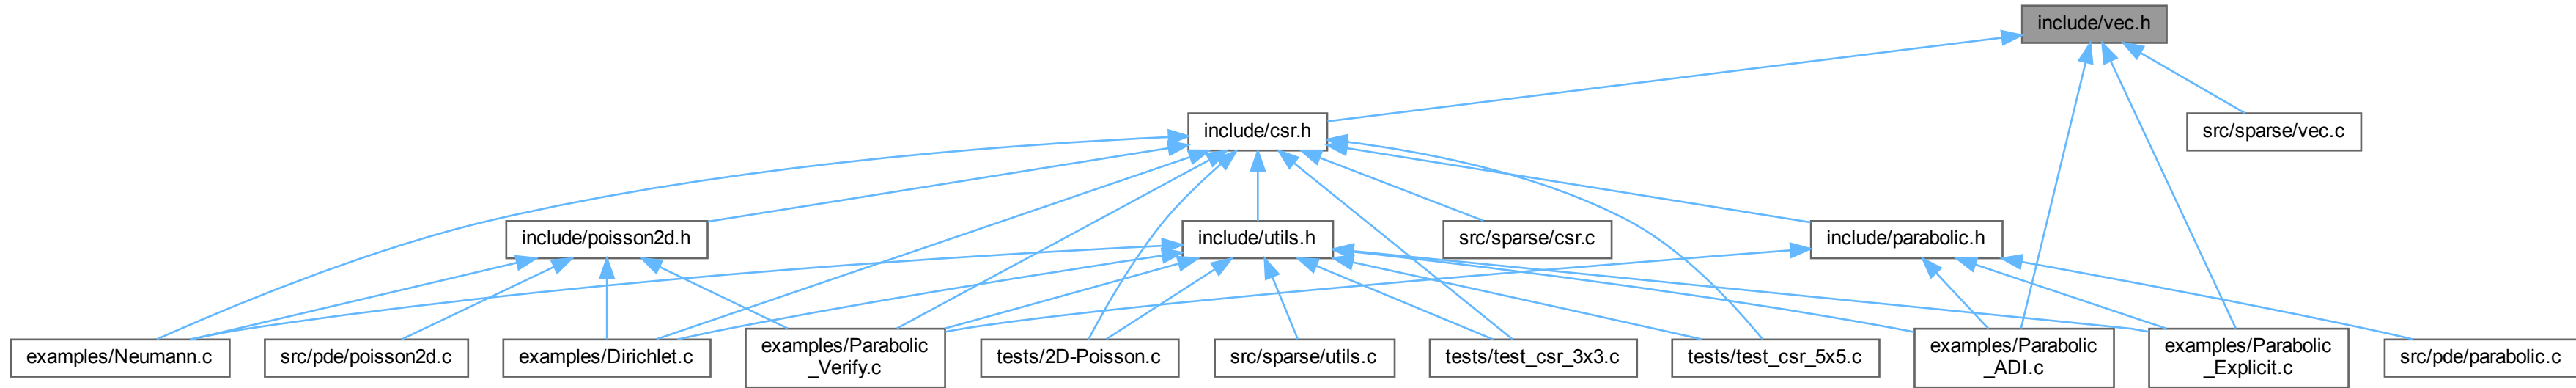 include/vec.h
include/csr.h
src/sparse/vec.c
include/poisson2d.h
include/utils.h
src/sparse/csr.c
include/parabolic.h
examples/Neumann.c
src/pde/poisson2d.c
examples/Dirichlet.c
examples/Parabolic
_Verify.c
tests/2D-Poisson.c
src/sparse/utils.c
tests/test_csr_3x3.c
tests/test_csr_5x5.c
examples/Parabolic
_ADI.c
examples/Parabolic
_Explicit.c
src/pde/parabolic.c